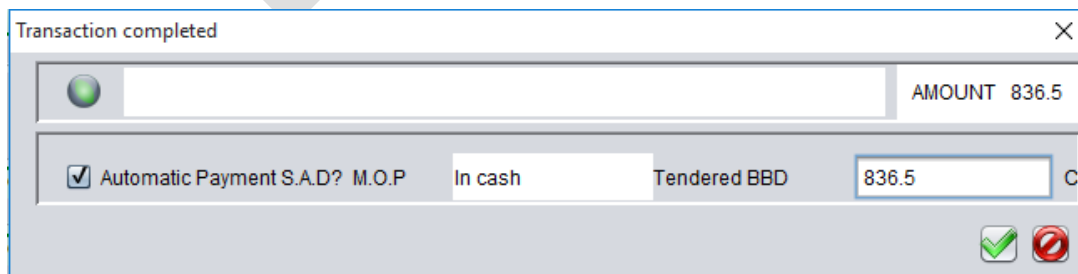 Transaction completed
AMOUNT 836.5
Automatic Payment S.A.D? M.O.P In cash Tendered BBD 836.5 C